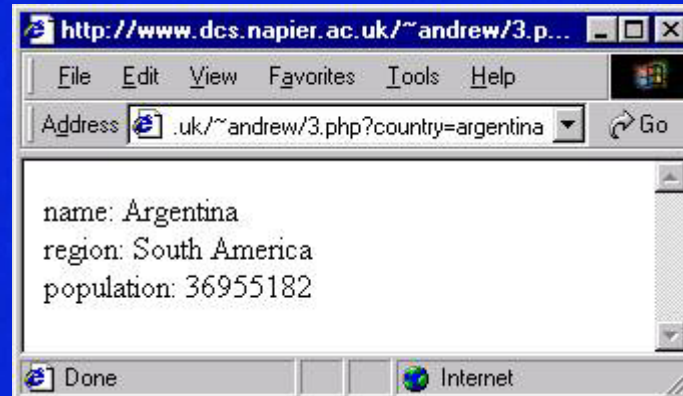 http://www.dcs.napier.ac.uk/~andrew/3.p...
File Edit View Favorites Tools Help
Address .uk/~andrew/3.php?country=argentina Go
name: Argentina
region: South America
population: 36955182
Done Internet